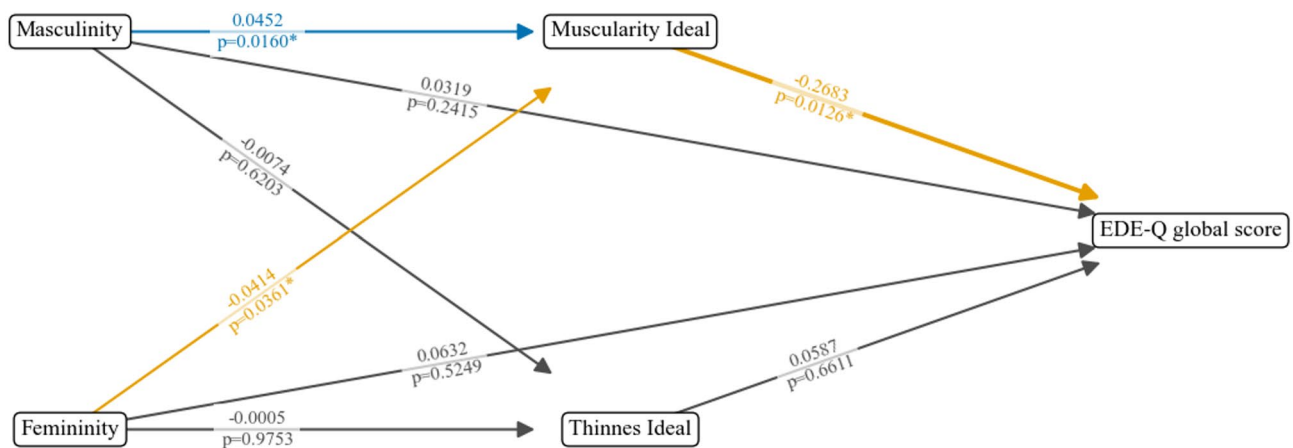 Masculinity
0.0452
p=0.0160*
Muscularity Ideal
-0.2683
p=0.0126*
0.0319
p=0.2415
-0.0074
p=0.6203
EDE-Q global score
-0.0414
p=0.0361*
0.0632
p=0.5249
0.0587
p=0.6611
Femininity
-0.0005
p=0.9753
Thinnes Ideal